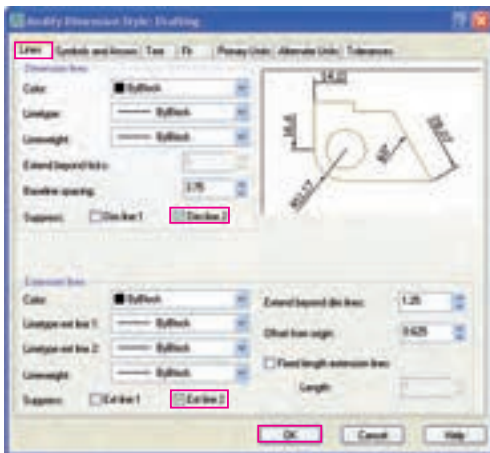 Modify Dimension Style: Drafting
Lines Symbols and Arrows Text Fit Primary Units Alternate Units Tolerances
Dimension lines
Color: ByBlock
Linetype: ByBlock
Lineweight: ByBlock
Extend beyond ticks:
Baseline spacing: 3.75
Suppress: Dim line 1 Dim line 2
14,0
Extension lines
Color: ByBlock
Linetype ext line 1: ByBlock
Linetype ext line 2: ByBlock
Lineweight: ByBlock
Suppress: Ext line 1 Ext line 2
Extend beyond dim lines: 1.25
Offset from origin: 0.625
Fixed length extension lines
Length:
OK Cancel Help